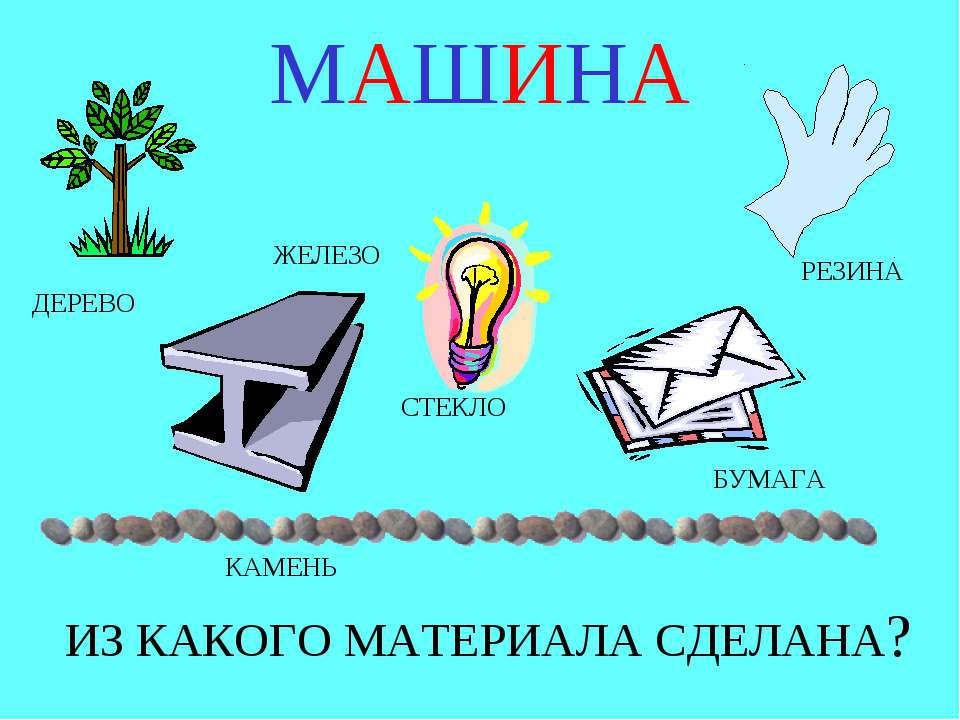 МАШИНА
ЖЕЛЕЗО
РЕЗИНА
ДЕРЕВО
СТЕКЛО
БУМАГА
КАМЕНЬ
ИЗ КАКОГО МАТЕРИАЛА СДЕЛАНА?